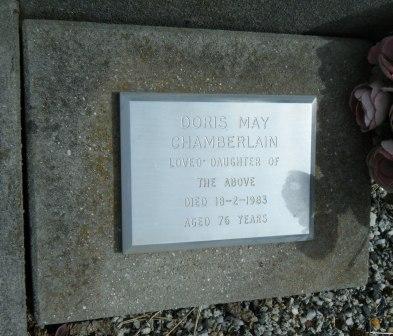 DORIS MAY
CHAMBERLAIN
LOVED DAUGHTER OF
THE ABOVE
DIED 18-2-1983
AGED 76 YEARS